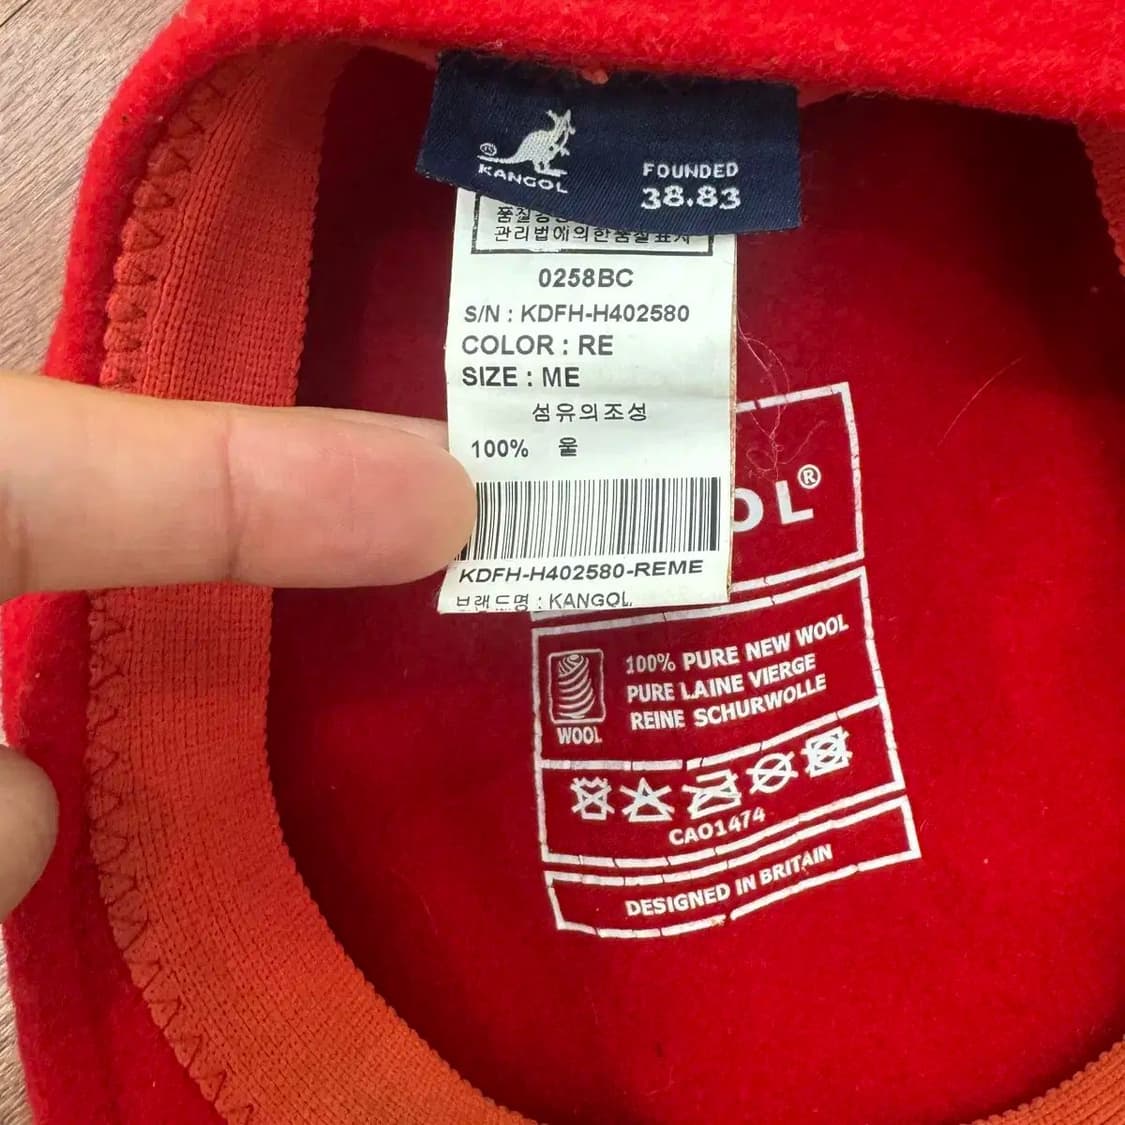 KANGOL
FOUNDED
38.83
관리법에의한품질표시
0258BC
S/N : KDFH-H402580
COLOR : RE
SIZE : ME
섬유의조성
100% 울
KDFH-H402580-REME
브랜드명 : KANGOL
OL®
100% PURE NEW WOOL
PURE LAINE VIERGE
REINE SCHURWOLLE
WOOL
CA01474
DESIGNED IN BRITAIN